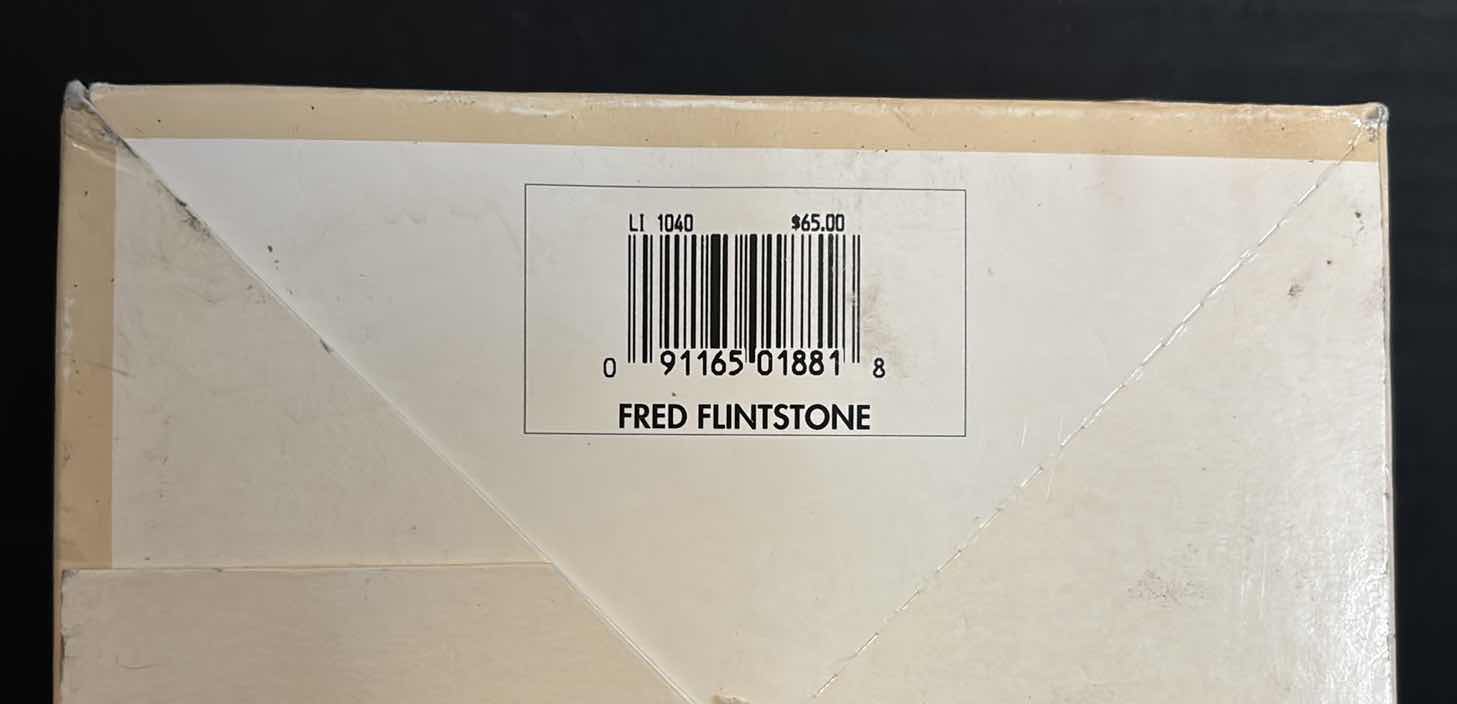 LI 1040 $65.00
0 91165 01881 8
FRED FLINTSTONE